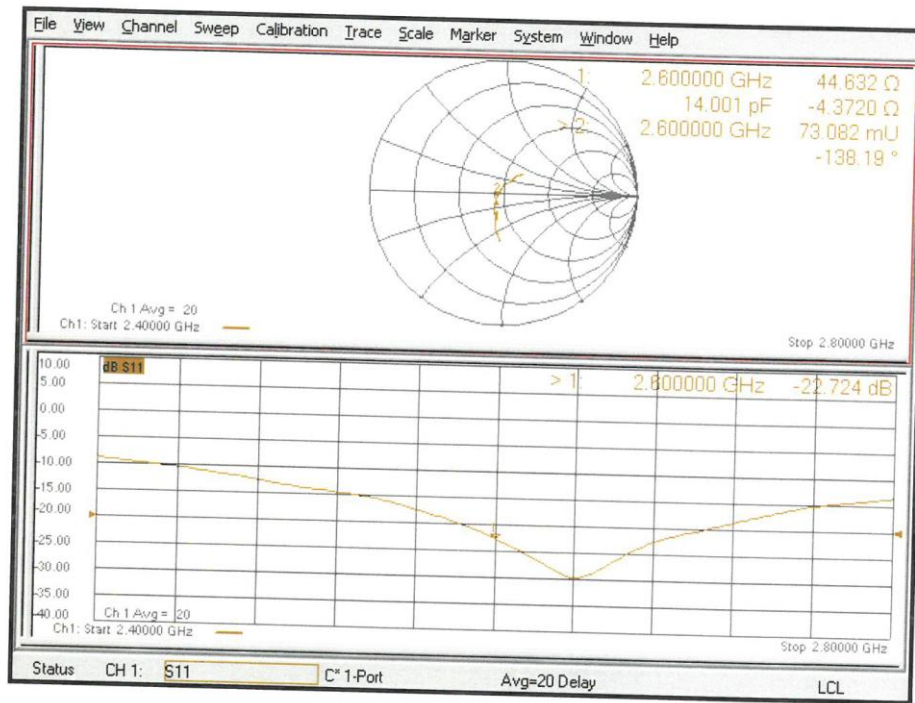 File View Channel Sweep Calibration Trace Scale Marker System Window Help
1: 2.600000 GHz 44.632 Ω
14.001 pF -4.3720 Ω
> 2: 2.600000 GHz 73.082 mU
-138.19 °
Ch 1 Avg = 20
Ch1: Start 2.40000 GHz
Stop 2.80000 GHz
dB S11
> 1: 2.600000 GHz -22.724 dB
10.00
5.00
0.00
-5.00
-10.00
-15.00
-20.00
-25.00
-30.00
-35.00
-40.00
Ch 1 Avg = 20
Ch1: Start 2.40000 GHz
Stop 2.80000 GHz
Status CH 1: S11 C* 1-Port Avg=20 Delay LCL